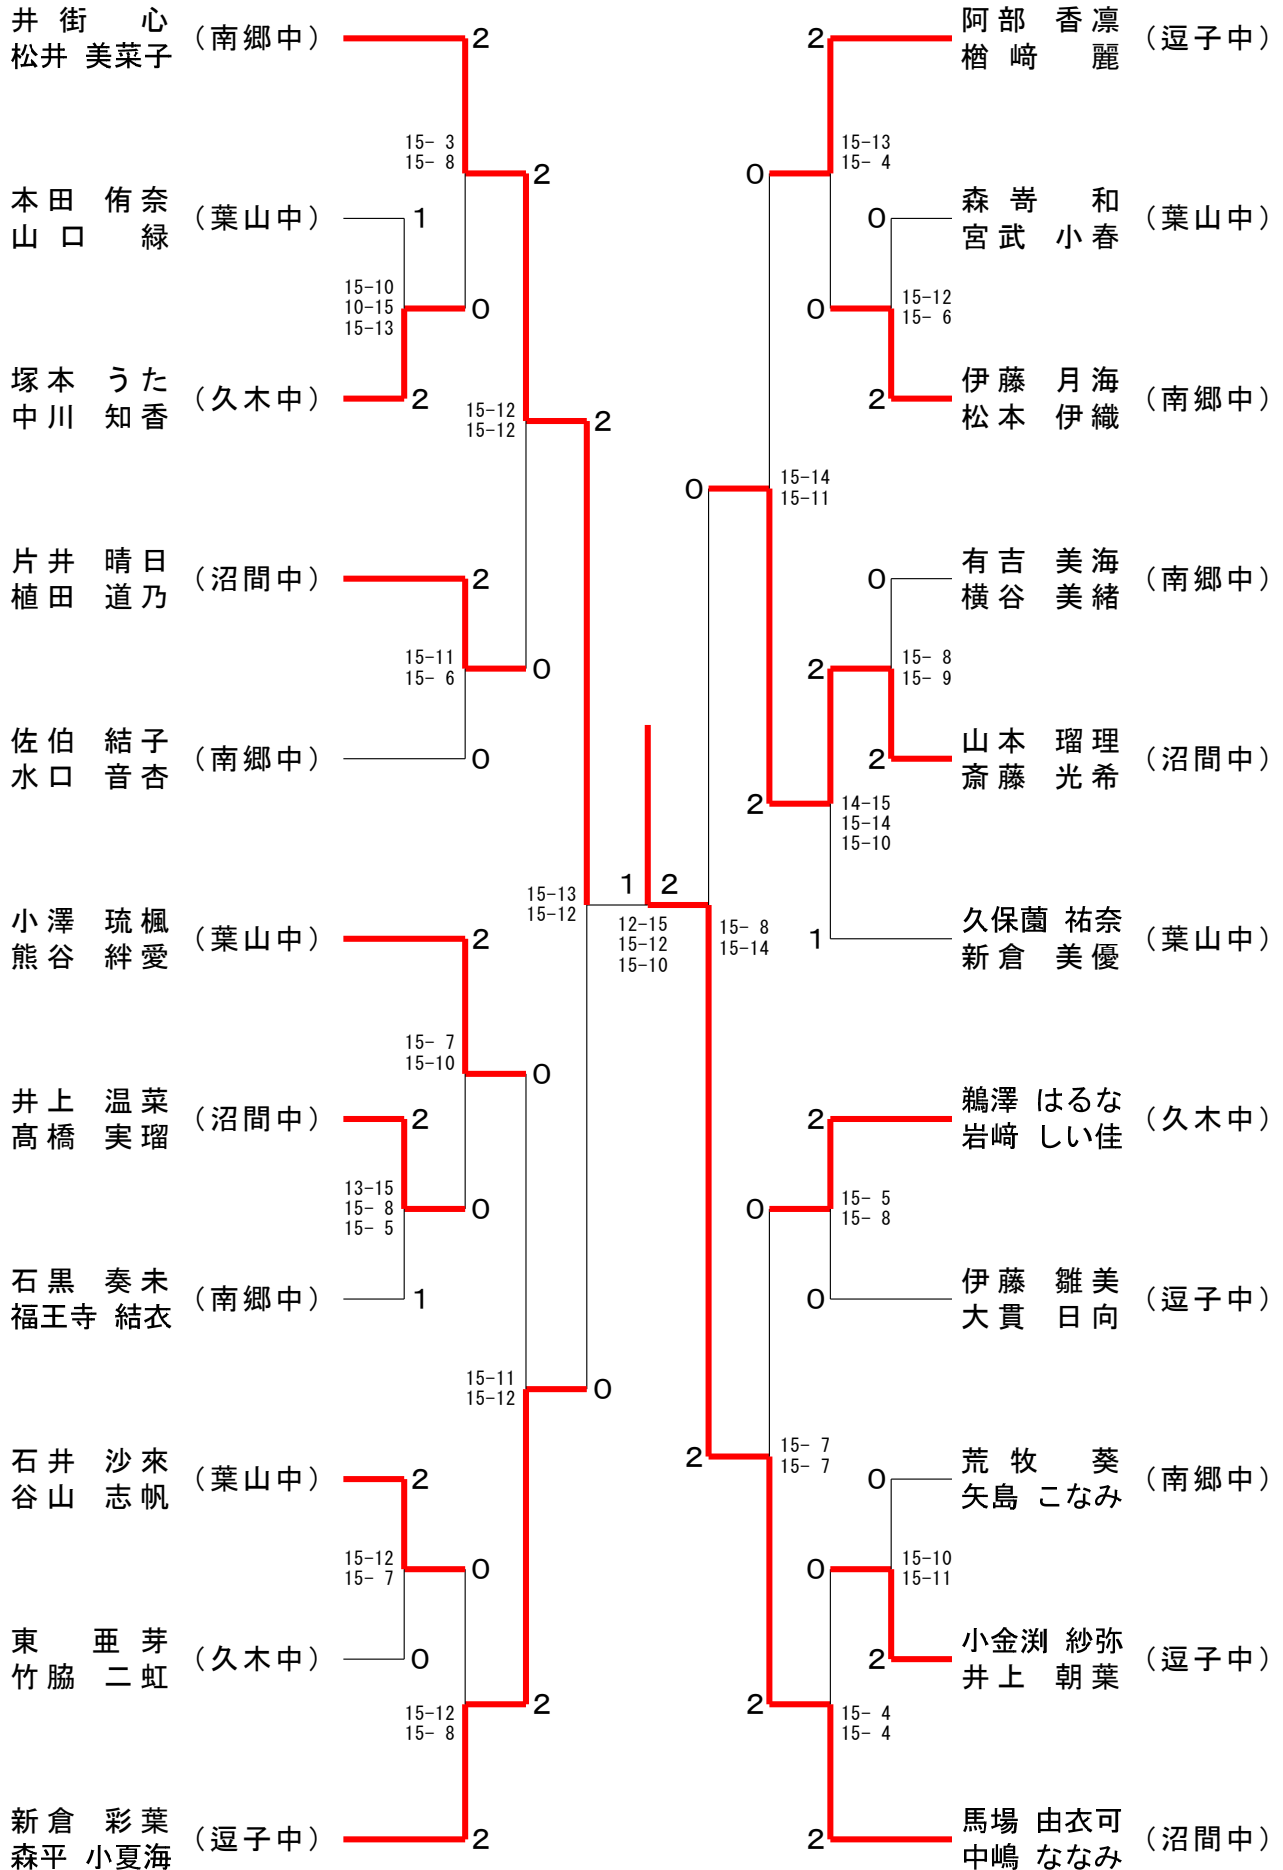 井街 心
松井 美菜子
(南郷中)
2
15- 3
15- 8
2
本田 侑奈
山口 緑
(葉山中)
1
15-10
10-15
15-13
0
塚本 うた
中川 知香
(久木中)
2
15-12
15-12
2
片井 晴日
植田 道乃
(沼間中)
2
15-11
15- 6
0
佐伯 結子
水口 音杏
(南郷中)
0
小澤 琉楓
熊谷 絆愛
(葉山中)
2
15-13
15-12
15- 7
15-10
0
井上 温菜
髙橋 実瑠
(沼間中)
2
13-15
15- 8
15- 5
0
石黒 奏未
福王寺 結衣
(南郷中)
1
15-11
15-12
0
石井 沙來
谷山 志帆
(葉山中)
2
15-12
15- 7
0
東 亜芽
竹脇 二虹
(久木中)
0
15-12
15- 8
2
新倉 彩葉
森平 小夏海
(逗子中)
2
1 2
12-15
15-12
15-10
2
阿部 香凛
楢﨑 麗
(逗子中)
0
15-13
15- 4
0
森嵜 和
宮武 小春
(葉山中)
0
15-12
15- 6
2
伊藤 月海
松本 伊織
(南郷中)
0
15-14
15-11
0
有吉 美海
横谷 美緒
(南郷中)
2
15- 8
15- 9
2
山本 瑠理
斎藤 光希
(沼間中)
2
14-15
15-14
15-10
15- 8
15-14
1
久保薗 祐奈
新倉 美優
(葉山中)
2
鵜澤 はるな
岩﨑 しい佳
(久木中)
0
15- 5
15- 8
0
伊藤 雛美
大貫 日向
(逗子中)
2
15- 7
15- 7
0
荒牧 葵
矢島 こなみ
(南郷中)
0
15-10
15-11
2
小金渕 紗弥
井上 朝葉
(逗子中)
2
15- 4
15- 4
2
馬場 由衣可
中嶋 ななみ
(沼間中)